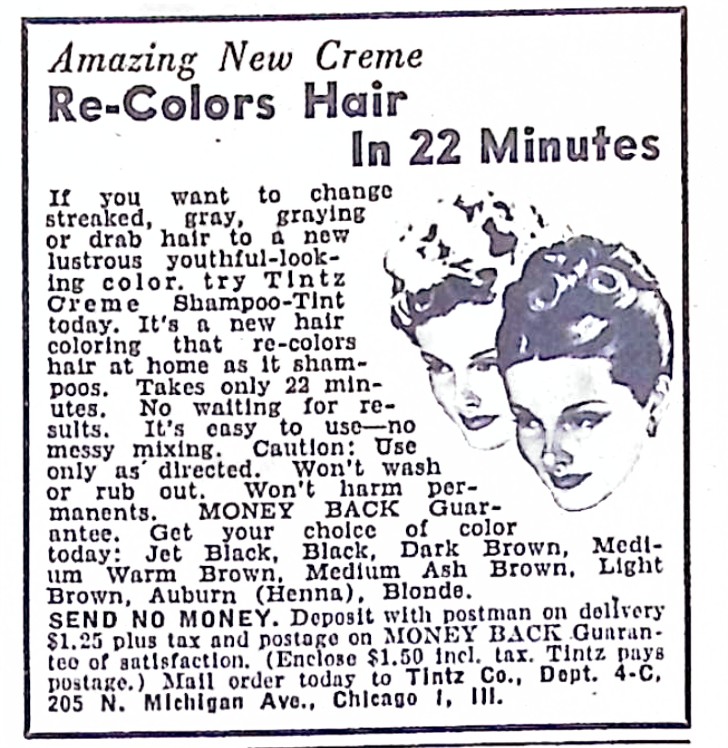 Amazing New Creme
Re-Colors Hair
In 22 Minutes
If you want to change
streaked, gray, graying
or drab hair to a new
lustrous youthful-look-
ing color. try Tintz
Creme Shampoo-Tint
today. It's a new hair
coloring that re-colors
hair at home as it sham-
poos. Takes only 22 min-
utes. No waiting for re-
sults. It's easy to use—no
messy mixing. Caution: Use
only as directed. Won't wash
or rub out. Won't harm per-
manents. MONEY BACK Guar-
antee. Get your choice of color
today: Jet Black, Black, Dark Brown, Medi-
um Warm Brown, Medium Ash Brown, Light
Brown, Auburn (Henna), Blonde.
SEND NO MONEY. Deposit with postman on delivery
$1.25 plus tax and postage on MONEY BACK Guaran-
tee of satisfaction. (Enclose $1.50 incl. tax. Tintz pays
postage.) Mail order today to Tintz Co., Dept. 4-C,
205 N. Michigan Ave., Chicago 1, Ill.